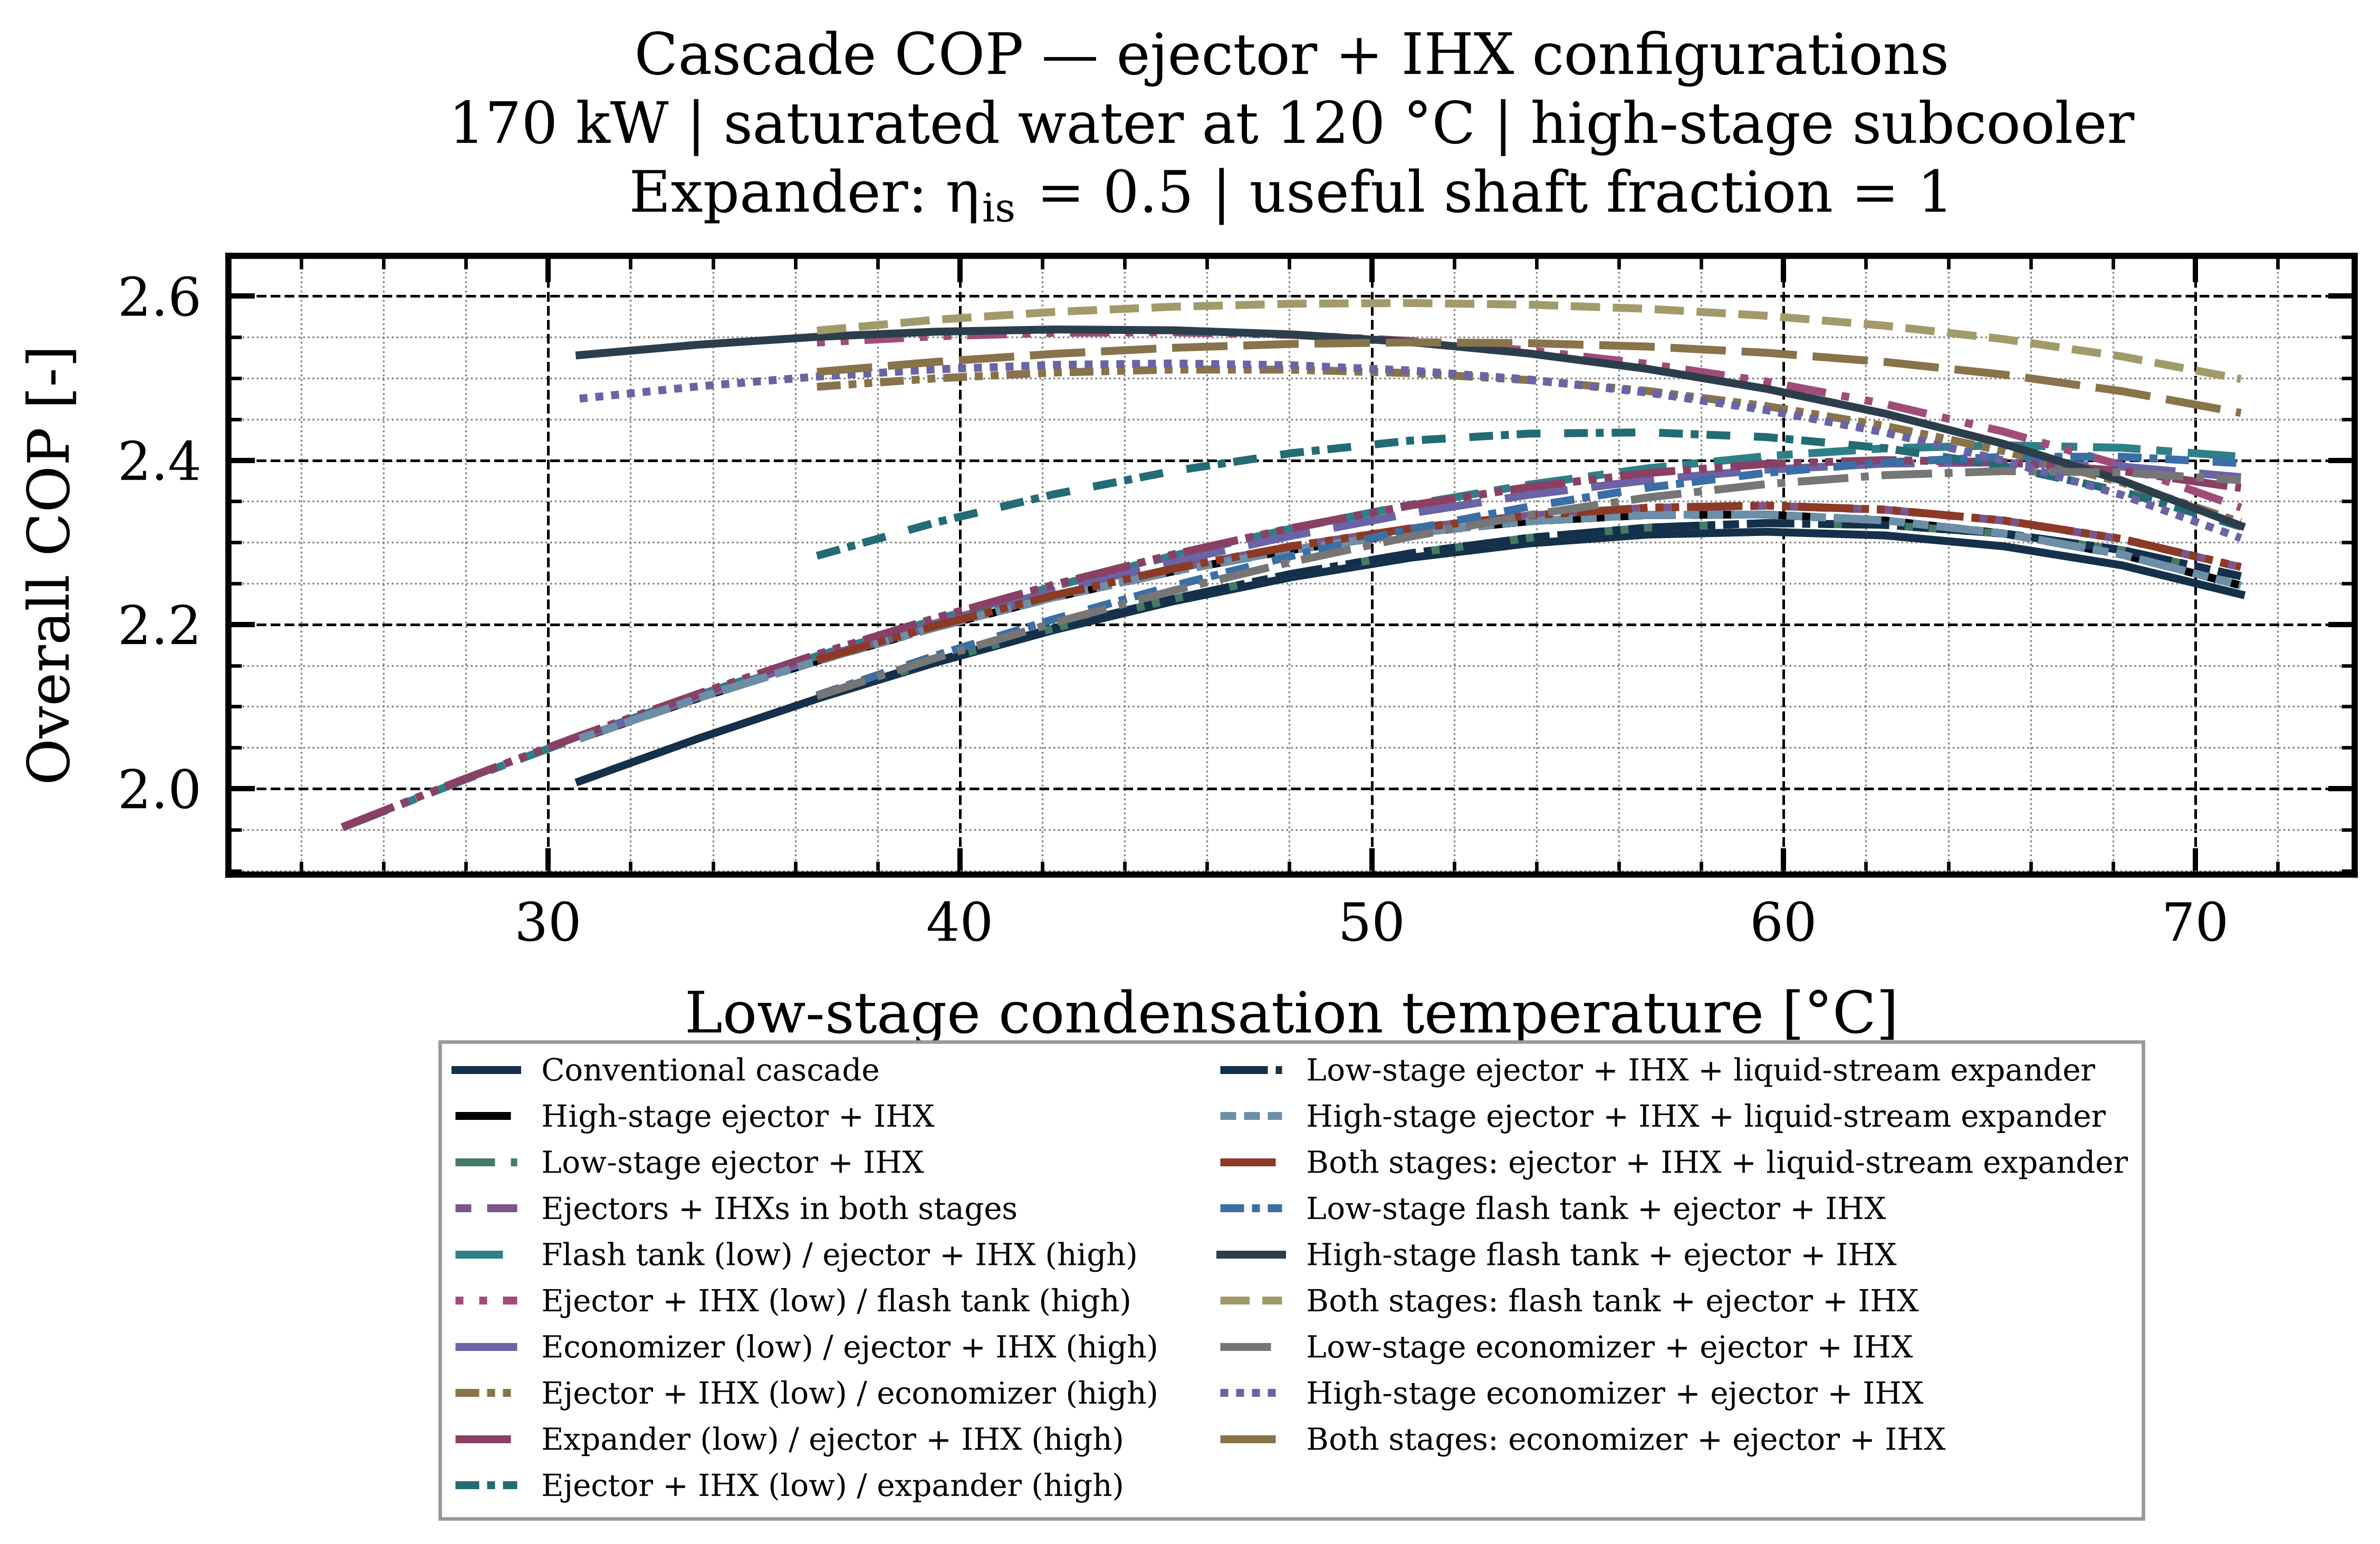 Cascade COP — ejector + IHX configurations
170 kW | saturated water at 120 °C | high-stage subcooler
Expander: ηis = 0.5 | useful shaft fraction = 1
Overall COP [-]
2.6
2.4
2.2
2.0
30
40
50
60
70
Low-stage condensation temperature [°C]
Conventional cascade
High-stage ejector + IHX
Low-stage ejector + IHX
Ejectors + IHXs in both stages
Flash tank (low) / ejector + IHX (high)
Ejector + IHX (low) / flash tank (high)
Economizer (low) / ejector + IHX (high)
Ejector + IHX (low) / economizer (high)
Expander (low) / ejector + IHX (high)
Ejector + IHX (low) / expander (high)
Low-stage ejector + IHX + liquid-stream expander
High-stage ejector + IHX + liquid-stream expander
Both stages: ejector + IHX + liquid-stream expander
Low-stage flash tank + ejector + IHX
High-stage flash tank + ejector + IHX
Both stages: flash tank + ejector + IHX
Low-stage economizer + ejector + IHX
High-stage economizer + ejector + IHX
Both stages: economizer + ejector + IHX